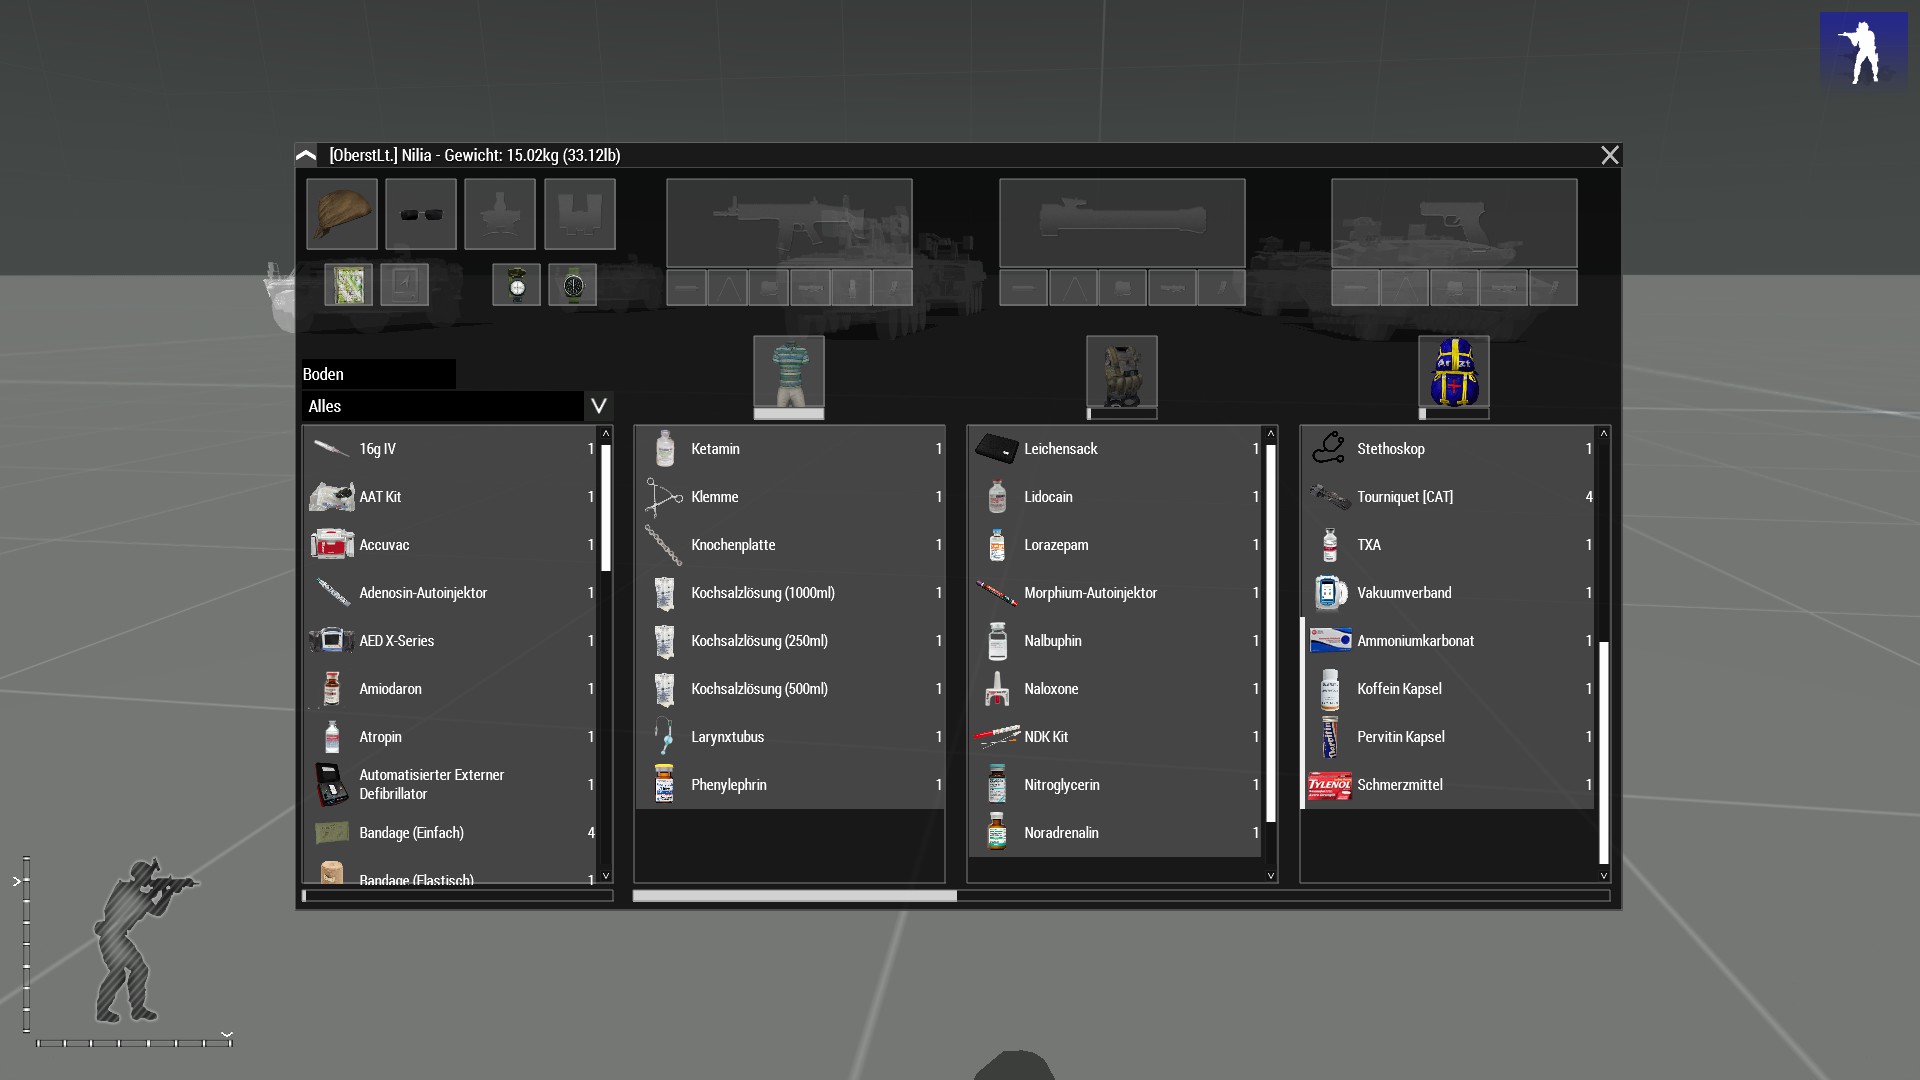 [OberstLt.] Nilia - Gewicht: 15.02kg (33.12lb)
Arzt
Boden
Alles
16g IV 1
AAT Kit 1
Accuvac 1
Adenosin-Autoinjektor 1
AED X-Series 1
Amiodaron 1
Atropin 1
Automatisierter Externer
Defibrillator 1
Bandage (Einfach) 4
Bandage (Elastisch) 1
Ketamin 1
Klemme 1
Knochenplatte 1
Kochsalzlösung (1000ml) 1
Kochsalzlösung (250ml) 1
Kochsalzlösung (500ml) 1
Larynxtubus 1
Phenylephrin 1
Leichensack 1
Lidocain 1
Lorazepam 1
Morphium-Autoinjektor 1
Nalbuphin 1
Naloxone 1
NDK Kit 1
Nitroglycerin 1
Noradrenalin 1
Stethoskop 1
Tourniquet [CAT] 4
TXA 1
Vakuumverband 1
Ammoniumkarbonat 1
Koffein Kapsel 1
Pervitin Kapsel 1
TYLENOL Schmerzmittel 1